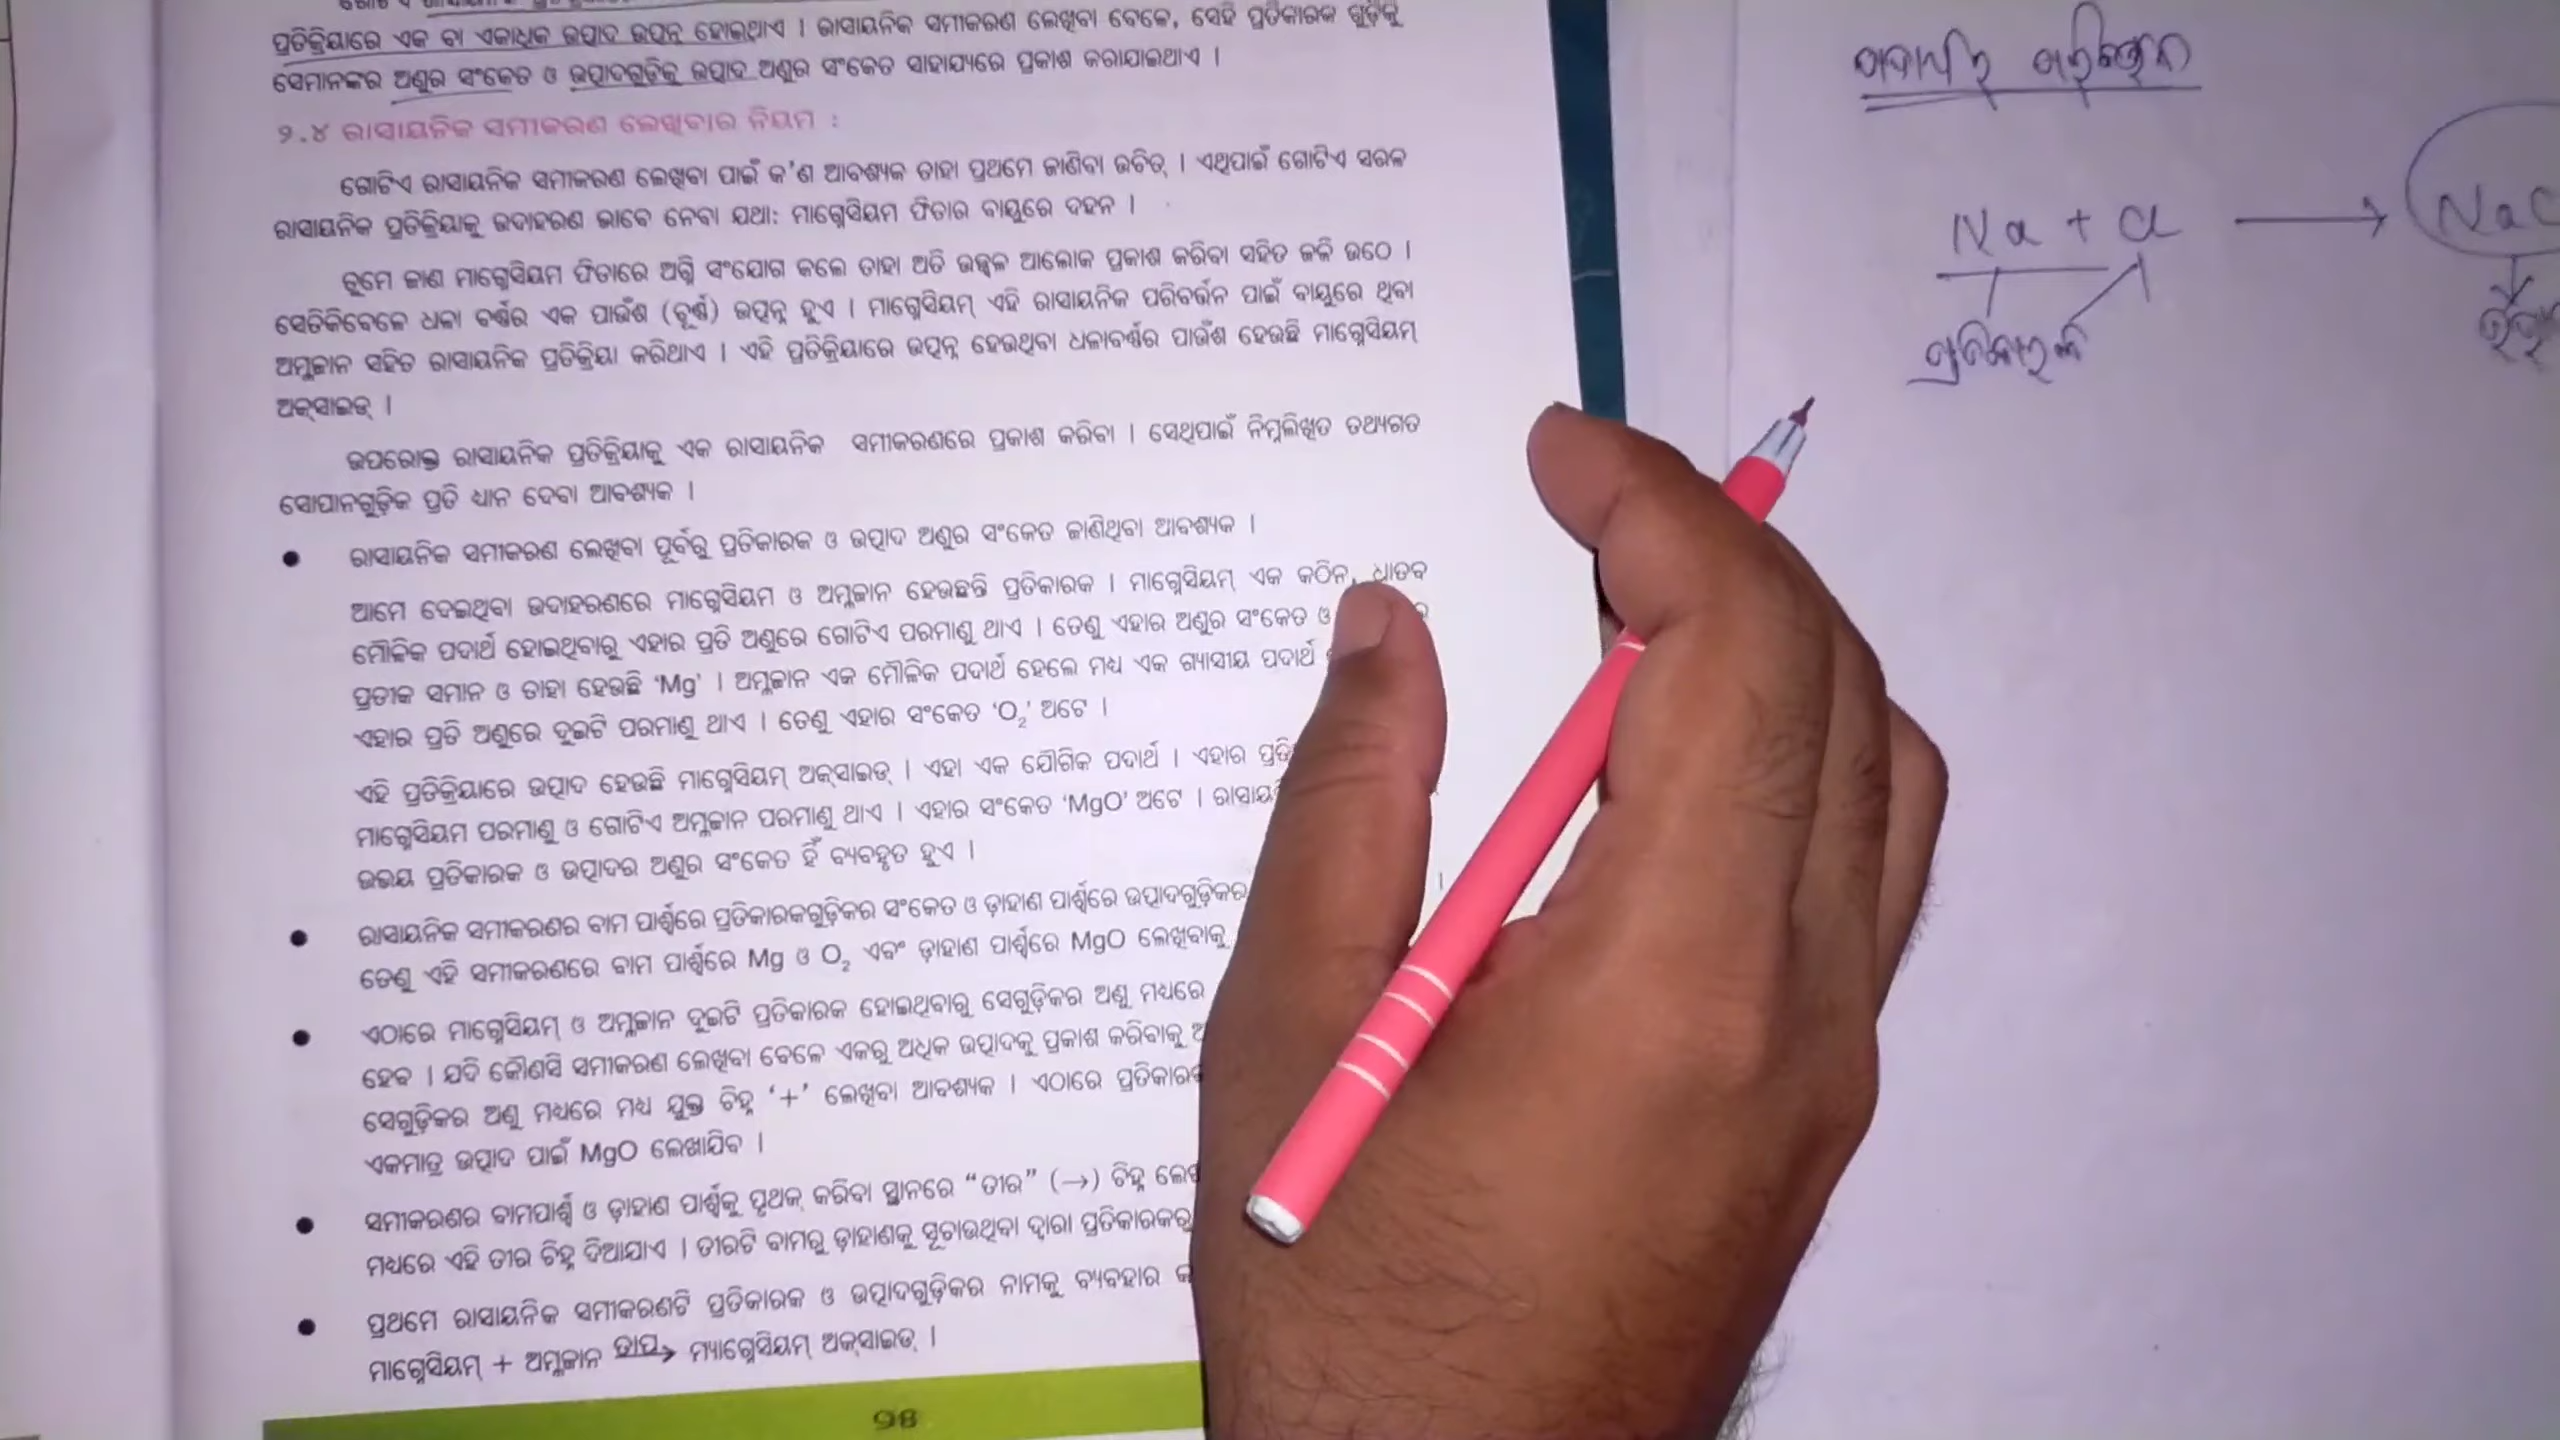 ପ୍ରତିକ୍ରିୟାରେ ଏକ ବା ଏକାଧିକ ଉତ୍ପାଦ ଉତ୍ପନ୍ନ ହୋଇଥାଏ । ରାସାୟନିକ ସମୀକରଣ ଲେଖିବା ବେଳେ, ସେହି ପ୍ରତିକାରକ ଗୁଡ଼ିକୁ
ସେମାନଙ୍କର ଅଣୁର ସଂକେତ ଓ ଉତ୍ପାଦଗୁଡ଼ିକୁ ଉତ୍ପାଦ ଅଣୁର ସଂକେତ ସାହାଯ୍ୟରେ ପ୍ରକାଶ କରାଯାଇଥାଏ ।
୨.୪ ରାସାୟନିକ ସମୀକରଣ ଲେଖିବାର ନିୟମ :
ଗୋଟିଏ ରାସାୟନିକ ସମୀକରଣ ଲେଖିବା ପାଇଁ କ'ଣ ଆବଶ୍ୟକ ତାହା ପ୍ରଥମେ ଜାଣିବା ଉଚିତ୍ । ଏଥିପାଇଁ ଗୋଟିଏ ସରଳ
ରାସାୟନିକ ପ୍ରତିକ୍ରିୟାକୁ ଉଦାହରଣ ଭାବେ ନେବା ଯଥା: ମାଗ୍ନେସିୟମ ଫିତାର ବାୟୁରେ ଦହନ ।
ତୁମେ ଜାଣ ମାଗ୍ନେସିୟମ ଫିତାରେ ଅଗ୍ନି ସଂଯୋଗ କଲେ ତାହା ଅତି ଉଜ୍ଜ୍ବଳ ଆଲୋକ ପ୍ରକାଶ କରିବା ସହିତ ଜଳି ଉଠେ ।
ସେତିକିବେଳେ ଧଳା ବର୍ଣ୍ଣର ଏକ ପାଉଁଶ (ଚୂର୍ଣ୍ଣ) ଉତ୍ପନ୍ନ ହୁଏ । ମାଗ୍ନେସିୟମ୍ ଏହି ରାସାୟନିକ ପରିବର୍ତ୍ତନ ପାଇଁ ବାୟୁରେ ଥିବା
ଅମ୍ଳଜାନ ସହିତ ରାସାୟନିକ ପ୍ରତିକ୍ରିୟା କରିଥାଏ । ଏହି ପ୍ରତିକ୍ରିୟାରେ ଉତ୍ପନ୍ନ ହେଉଥିବା ଧଳାବର୍ଣ୍ଣର ପାଉଁଶ ହେଉଛି ମାଗ୍ନେସିୟମ୍
ଅକ୍‌ସାଇଡ୍ ।
ଉପରୋକ୍ତ ରାସାୟନିକ ପ୍ରତିକ୍ରିୟାକୁ ଏକ ରାସାୟନିକ ସମୀକରଣରେ ପ୍ରକାଶ କରିବା । ସେଥିପାଇଁ ନିମ୍ନଲିଖିତ ତଥ୍ୟଗତ
ସୋପାନଗୁଡ଼ିକ ପ୍ରତି ଧ୍ୟାନ ଦେବା ଆବଶ୍ୟକ ।
● ରାସାୟନିକ ସମୀକରଣ ଲେଖିବା ପୂର୍ବରୁ ପ୍ରତିକାରକ ଓ ଉତ୍ପାଦ ଅଣୁର ସଂକେତ ଜାଣିଥିବା ଆବଶ୍ୟକ ।
ଆମେ ଦେଇଥିବା ଉଦାହରଣରେ ମାଗ୍ନେସିୟମ ଓ ଅମ୍ଳଜାନ ହେଉଛନ୍ତି ପ୍ରତିକାରକ । ମାଗ୍ନେସିୟମ୍ ଏକ କଠିନ, ଧାତବ
ମୌଳିକ ପଦାର୍ଥ ହୋଇଥିବାରୁ ଏହାର ପ୍ରତି ଅଣୁରେ ଗୋଟିଏ ପରମାଣୁ ଥାଏ । ତେଣୁ ଏହାର ଅଣୁର ସଂକେତ ଓ
ପ୍ରତୀକ ସମାନ ଓ ତାହା ହେଉଛି ‘Mg’ । ଅମ୍ଳଜାନ ଏକ ମୌଳିକ ପଦାର୍ଥ ହେଲେ ମଧ୍ୟ ଏକ ଗ୍ୟାସୀୟ ପଦାର୍ଥ
ଏହାର ପ୍ରତି ଅଣୁରେ ଦୁଇଟି ପରମାଣୁ ଥାଏ । ତେଣୁ ଏହାର ସଂକେତ ‘O₂’ ଅଟେ ।
ଏହି ପ୍ରତିକ୍ରିୟାରେ ଉତ୍ପାଦ ହେଉଛି ମାଗ୍ନେସିୟମ୍ ଅକ୍‌ସାଇଡ୍ । ଏହା ଏକ ଯୌଗିକ ପଦାର୍ଥ । ଏହାର
ମାଗ୍ନେସିୟମ ପରମାଣୁ ଓ ଗୋଟିଏ ଅମ୍ଳଜାନ ପରମାଣୁ ଥାଏ । ଏହାର ସଂକେତ ‘MgO’ ଅଟେ ।
ଉଭୟ ପ୍ରତିକାରକ ଓ ଉତ୍ପାଦର ଅଣୁର ସଂକେତ ହିଁ ବ୍ୟବହୃତ ହୁଏ ।
● ରାସାୟନିକ ସମୀକରଣର ବାମ ପାର୍ଶ୍ୱରେ ପ୍ରତିକାରକଗୁଡ଼ିକର ସଂକେତ ଓ ଡ଼ାହାଣ ପାର୍ଶ୍ୱରେ ଉତ୍ପାଦଗୁଡ଼ିକର ।
ତେଣୁ ଏହି ସମୀକରଣରେ ବାମ ପାର୍ଶ୍ୱରେ Mg ଓ O₂ ଏବଂ ଡ଼ାହାଣ ପାର୍ଶ୍ୱରେ MgO ଲେଖିବାକୁ
● ଏଠାରେ ମାଗ୍ନେସିୟମ୍ ଓ ଅମ୍ଳଜାନ ଦୁଇଟି ପ୍ରତିକାରକ ହୋଇଥିବାରୁ ସେଗୁଡ଼ିକର ଅଣୁ ମଧ୍ୟରେ
ହେବ । ଯଦି କୌଣସି ସମୀକରଣ ଲେଖିବା ବେଳେ ଏକରୁ ଅଧିକ ଉତ୍ପାଦକୁ ପ୍ରକାଶ କରିବାକୁ
ସେଗୁଡ଼ିକର ଅଣୁ ମଧ୍ୟରେ ମଧ୍ୟ ଯୁକ୍ତ ଚିହ୍ନ ‘+’ ଲେଖିବା ଆବଶ୍ୟକ । ଏଠାରେ
ଏକମାତ୍ର ଉତ୍ପାଦ ପାଇଁ MgO ଲେଖାଯିବ ।
● ସମୀକରଣର ବାମପାର୍ଶ୍ୱ ଓ ଡ଼ାହାଣ ପାର୍ଶ୍ୱକୁ ପୃଥକ୍ କରିବା ସ୍ଥାନରେ “ତୀର” (→) ଚିହ୍ନ
ମଧ୍ୟରେ ଏହି ତୀର ଚିହ୍ନ ଦିଆଯାଏ । ତୀରଟି ବାମରୁ ଡ଼ାହାଣକୁ ସୂଚାଉଥିବା ଦ୍ୱାରା ପ୍ରତିକାରକରୁ
● ପ୍ରଥମେ ରାସାୟନିକ ସମୀକରଣଟି ପ୍ରତିକାରକ ଓ ଉତ୍ପାଦଗୁଡ଼ିକର ନାମକୁ ବ୍ୟବହାର
ମାଗ୍ନେସିୟମ୍ + ଅମ୍ଳଜାନ ତାପ→ ମ୍ୟାଗ୍ନେସିୟମ୍ ଅକ୍‌ସାଇଡ୍ ।
ପଦାର୍ଥର ପରିବର୍ତ୍ତନ
Na + Cl → NaC
ପ୍ରତିକାରକ